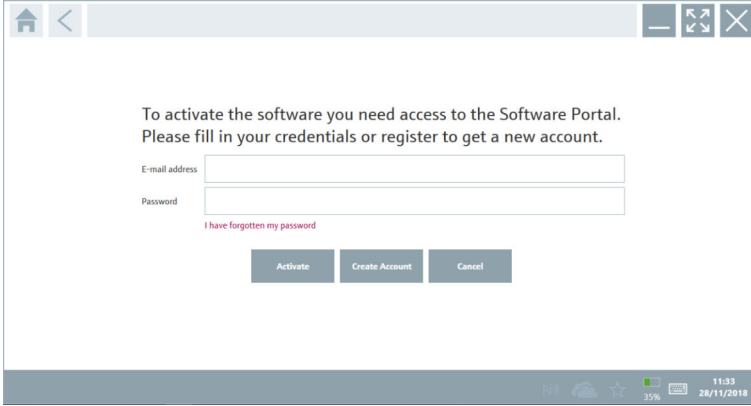 To activate the software you need access to the Software Portal.
Please fill in your credentials or register to get a new account.
E-mail address
Password
I have forgotten my password
Activate Create Account Cancel
11:33
35% 28/11/2018